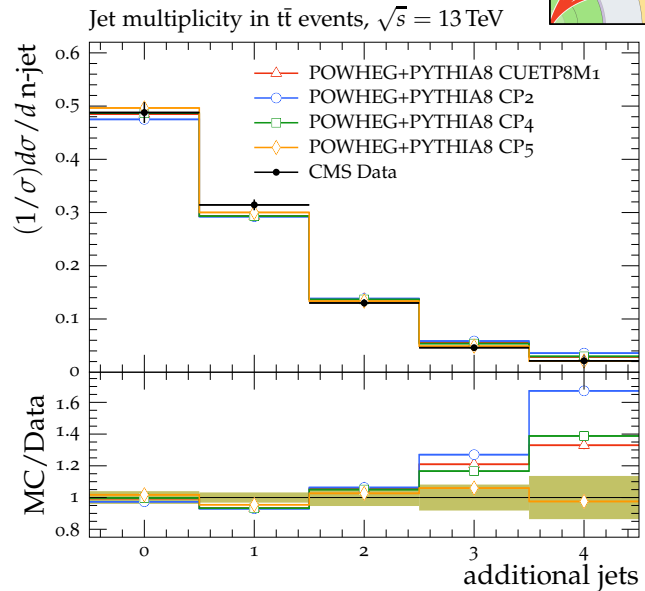 Jet multiplicity in tt̄ events, √s = 13 TeV
(1/σ)dσ/d n-jet
0.6
0.5
0.4
0.3
0.2
0.1
0
POWHEG+PYTHIA8 CUETP8M1
POWHEG+PYTHIA8 CP2
POWHEG+PYTHIA8 CP4
POWHEG+PYTHIA8 CP5
CMS Data
MC/Data
1.6
1.4
1.2
1
0.8
0 1 2 3 4
additional jets